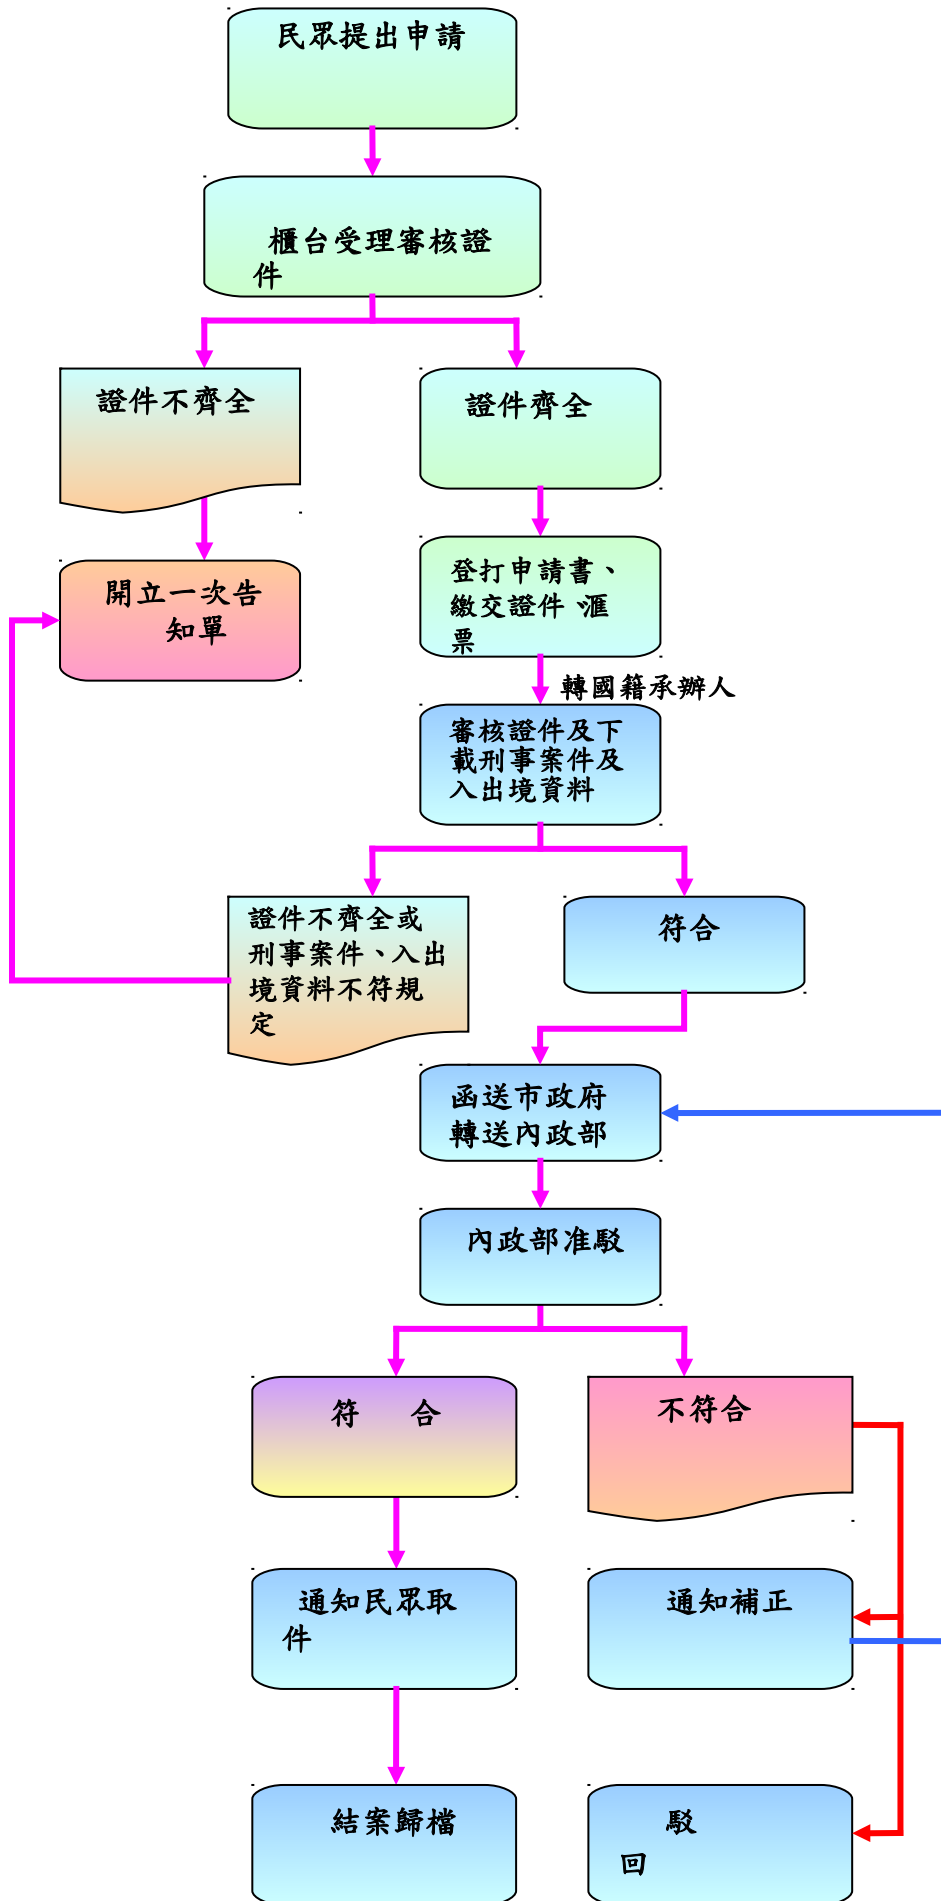 民眾提出申請
櫃台受理審核證
件
證件不齊全
證件齊全
開立一次告
知單
登打申請書、
繳交證件、滙
票
轉國籍承辦人
審核證件及下
載刑事案件及
入出境資料
證件不齊全或
刑事案件、入出
境資料不符規
定
符合
函送市政府
轉送內政部
內政部准駁
符 合
不符合
通知民眾取
件
通知補正
結案歸檔
駁
回